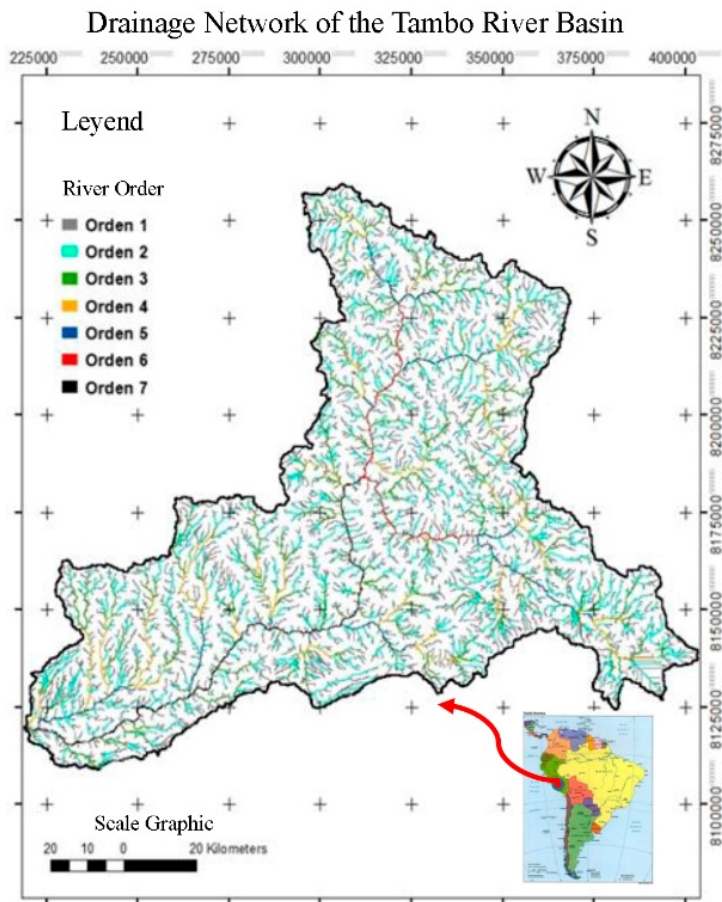 Drainage Network of the Tambo River Basin
225000 250000 275000 300000 325000 350000 375000 400000
Leyend
River Order
Orden 1
Orden 2
Orden 3
Orden 4
Orden 5
Orden 6
Orden 7
N
W E
S
8275000
8250000
8225000
8200000
8175000
8150000
8125000
8100000
Scale Graphic
20 10 0 20 Kilometers